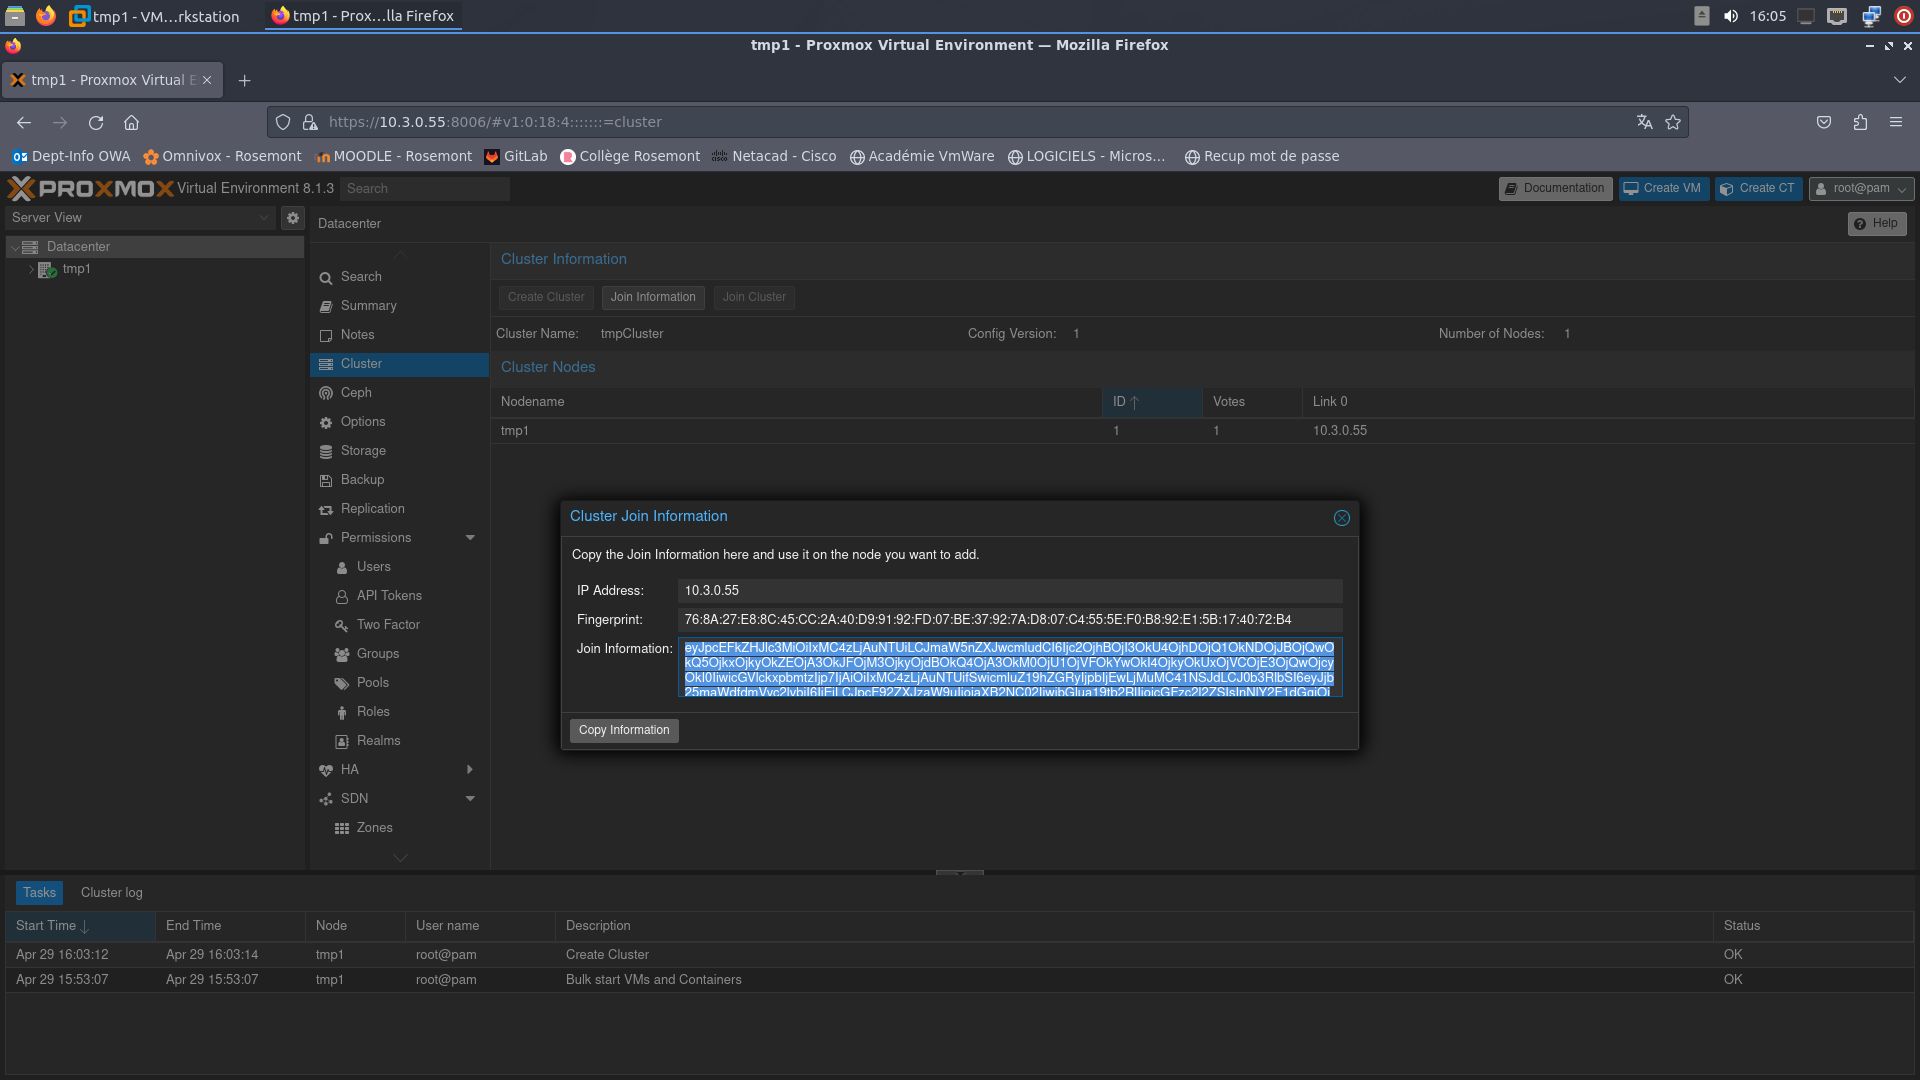 tmp1 - VM...rkstation
tmp1 - Prox...lla Firefox
16:05
tmp1 - Proxmox Virtual Environment — Mozilla Firefox
tmp1 - Proxmox Virtual E
https://10.3.0.55:8006/#v1:0:18:4:::::::=cluster
Dept-Info OWA
Omnivox - Rosemont
MOODLE - Rosemont
GitLab
Collège Rosemont
Netacad - Cisco
Académie VmWare
LOGICIELS - Micros...
Recup mot de passe
PROXMOX Virtual Environment 8.1.3
Search
Documentation
Create VM
Create CT
root@pam
Server View
Datacenter
tmp1
Datacenter
Help
Search
Summary
Notes
Cluster
Ceph
Options
Storage
Backup
Replication
Permissions
Users
API Tokens
Two Factor
Groups
Pools
Roles
Realms
HA
SDN
Zones
Cluster Information
Create Cluster Join Information Join Cluster
Cluster Name: tmpCluster Config Version: 1 Number of Nodes: 1
Cluster Nodes
Nodename ID Votes Link 0
tmp1 1 1 10.3.0.55
Cluster Join Information
Copy the Join Information here and use it on the node you want to add.
IP Address: 10.3.0.55
Fingerprint: 76:8A:27:E8:8C:45:CC:2A:40:D9:91:92:FD:07:BE:37:92:7A:D8:07:C4:55:5E:F0:B8:92:E1:5B:17:40:72:B4
Join Information:
Copy Information
Tasks Cluster log
Start Time End Time Node User name Description Status
Apr 29 16:03:12 Apr 29 16:03:14 tmp1 root@pam Create Cluster OK
Apr 29 15:53:07 Apr 29 15:53:07 tmp1 root@pam Bulk start VMs and Containers OK